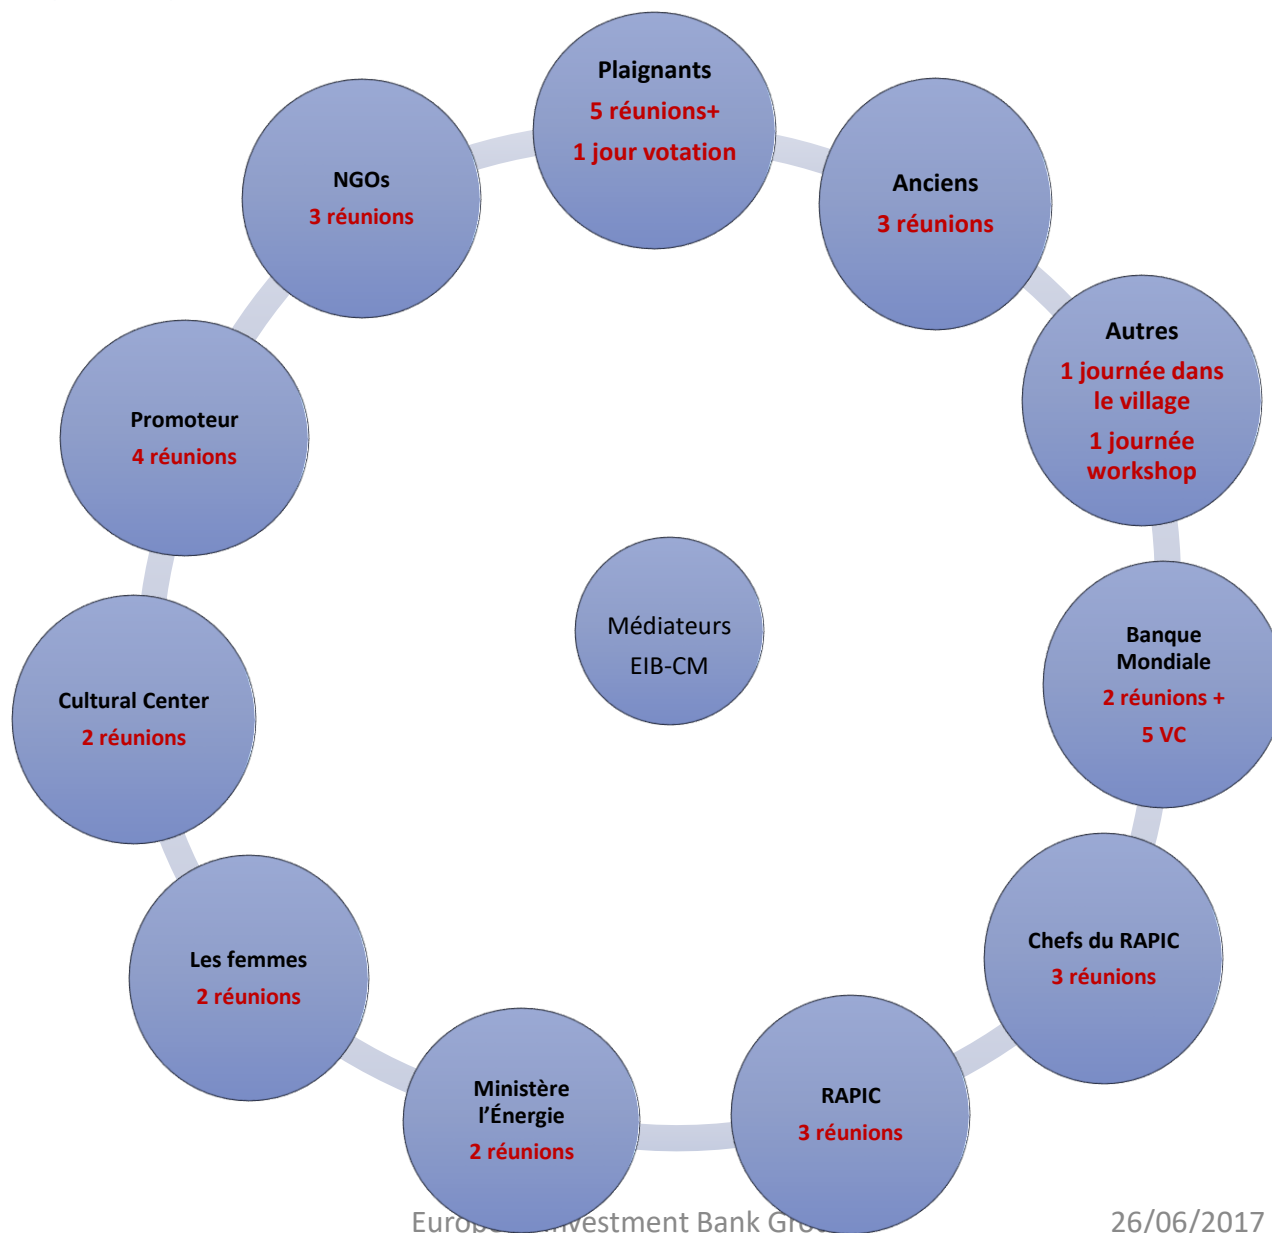 Plaignants
5 réunions+
1 jour votation
Anciens
3 réunions
Autres
1 journée dans
le village
1 journée
workshop
Banque
Mondiale
2 réunions +
5 VC
Chefs du RAPIC
3 réunions
RAPIC
3 réunions
Ministère
l’Énergie
2 réunions
Les femmes
2 réunions
Cultural Center
2 réunions
Promoteur
4 réunions
NGOs
3 réunions
Médiateurs
EIB-CM
Investment Bank
26/06/2017